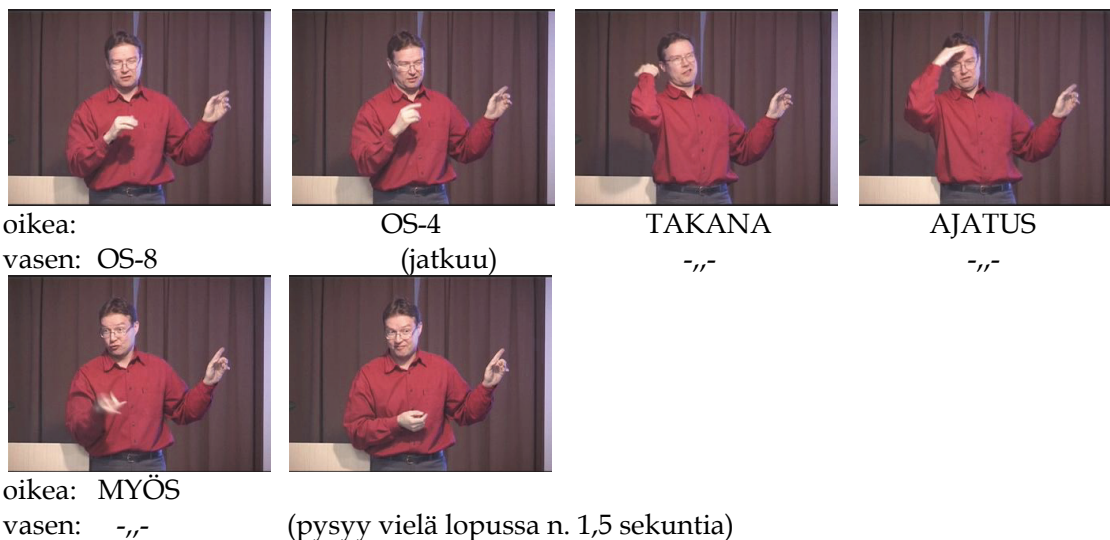 oikea: OS-4 TAKANA AJATUS
vasen: OS-8 (jatkuu) -,,- -,,-
oikea: MYÖS
vasen: -,,- (pysyy vielä lopussa n. 1,5 sekuntia)